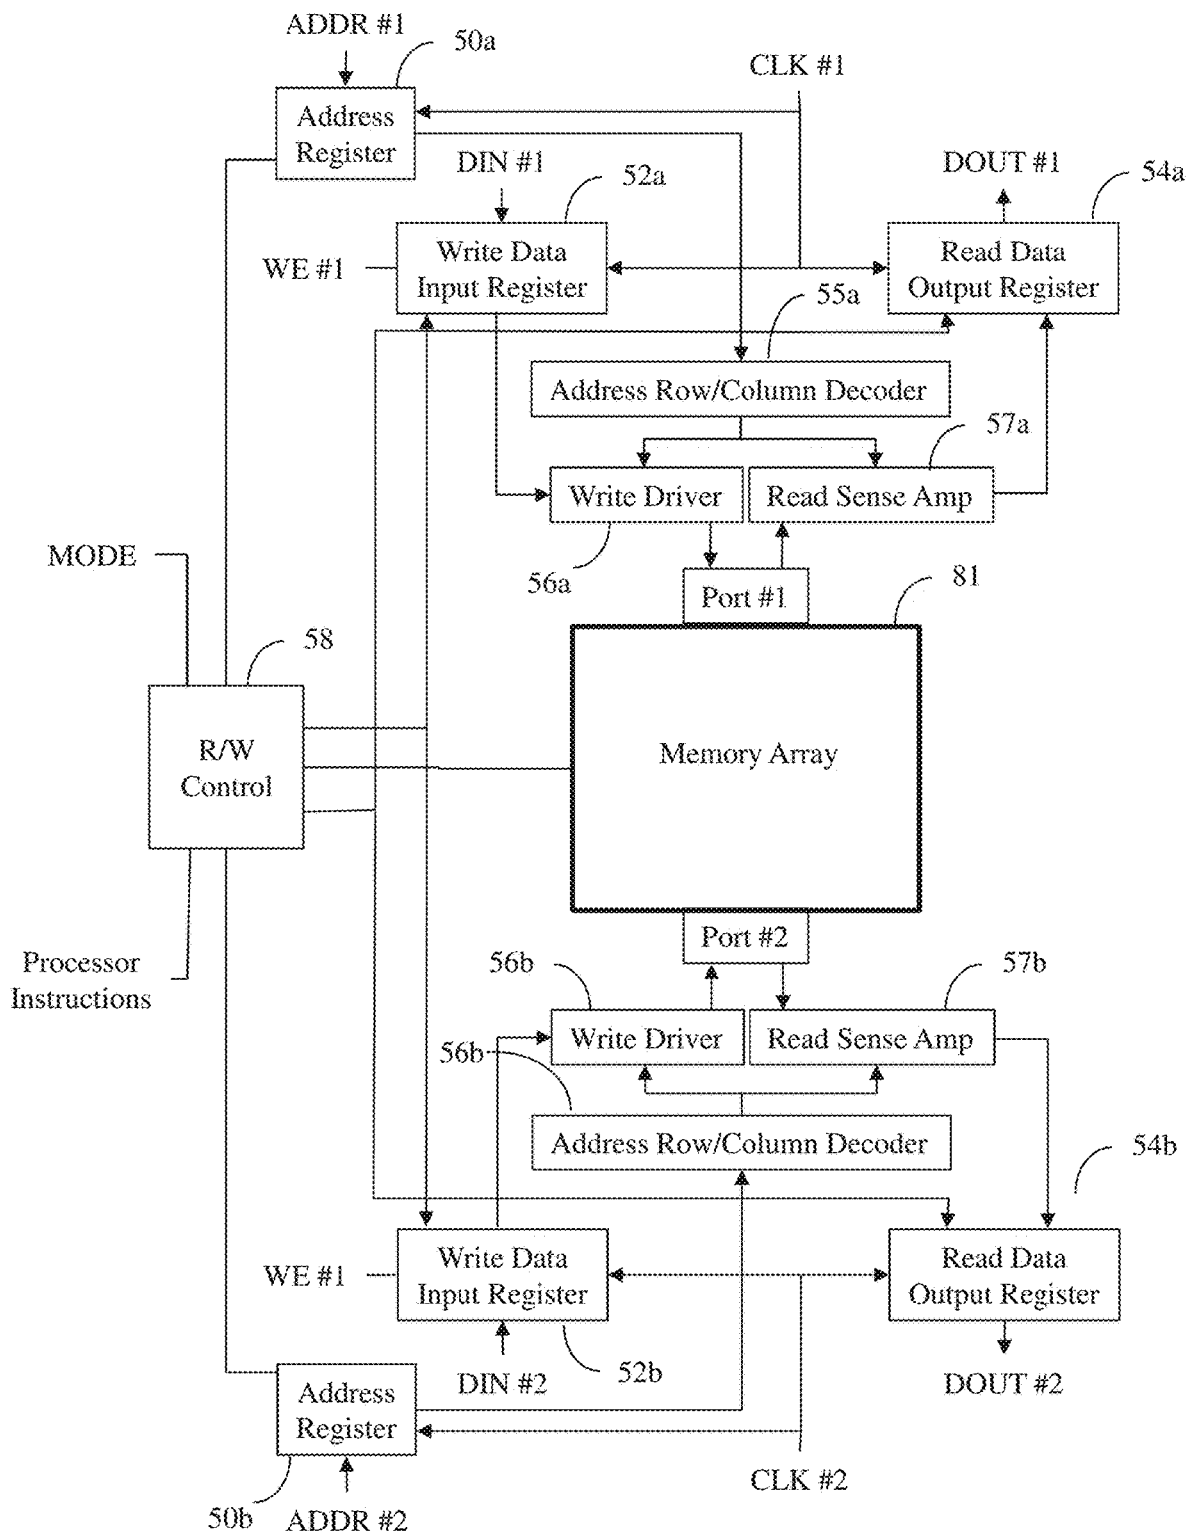 ADDR #1
50a
CLK #1
Address
Register
DIN #1
52a
DOUT #1
54a
WE #1
Write Data
Input Register
Read Data
Output Register
55a
Address Row/Column Decoder
57a
Write Driver
Read Sense Amp
MODE
56a
Port #1
81
58
R/W
Control
Memory Array
Processor
Instructions
Port #2
56b
57b
Write Driver
Read Sense Amp
56b
Address Row/Column Decoder
54b
WE #1
Write Data
Input Register
Read Data
Output Register
DIN #2
52b
DOUT #2
Address
Register
CLK #2
50b
ADDR #2